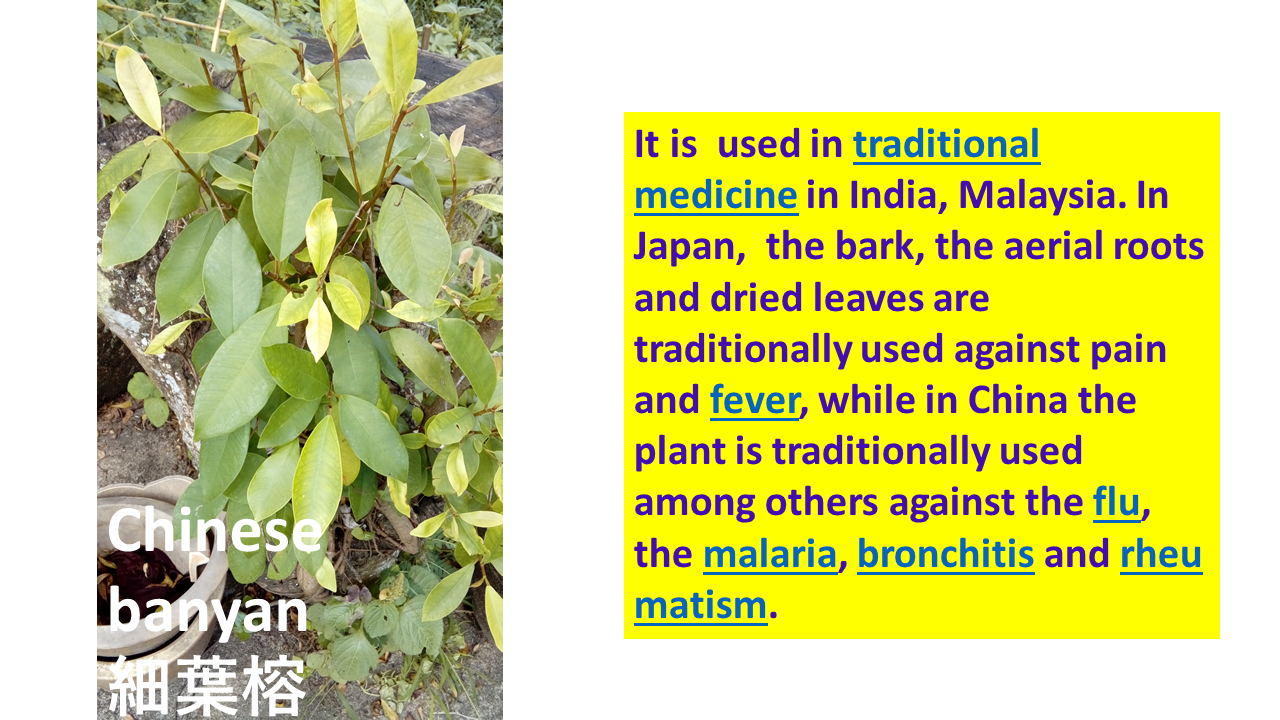 Chinese
banyan
細葉榕
It is  used in traditional
medicine in India, Malaysia. In
Japan,  the bark, the aerial roots
and dried leaves are
traditionally used against pain
and fever, while in China the
plant is traditionally used
among others against the flu,
the malaria, bronchitis and rheu
matism.